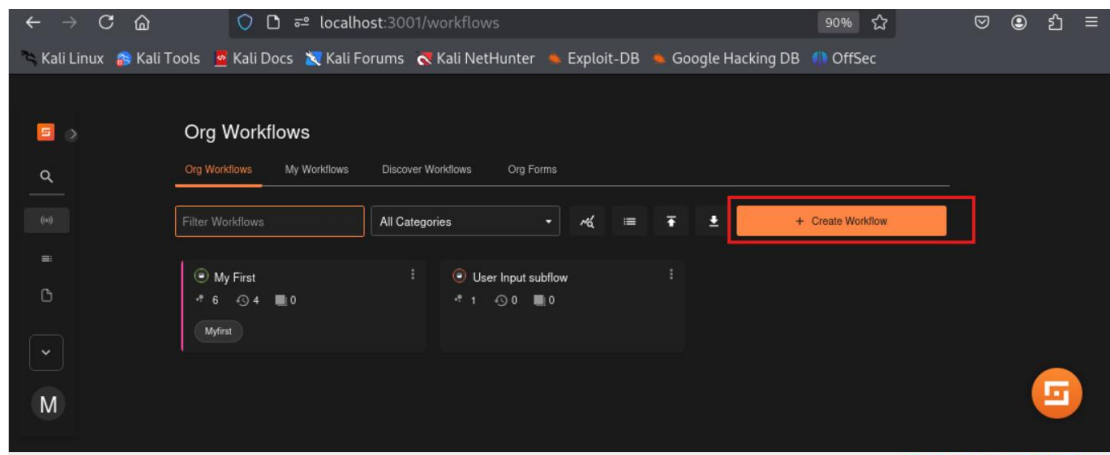 localhost:3001/workflows 90%
Kali Linux Kali Tools Kali Docs Kali Forums Kali NetHunter Exploit-DB Google Hacking DB OffSec
Org Workflows
Org Workflows My Workflows Discover Workflows Org Forms
Filter Workflows All Categories + Create Workflow
My First User Input subflow
6 4 0 1 0 0
Myfirst
M